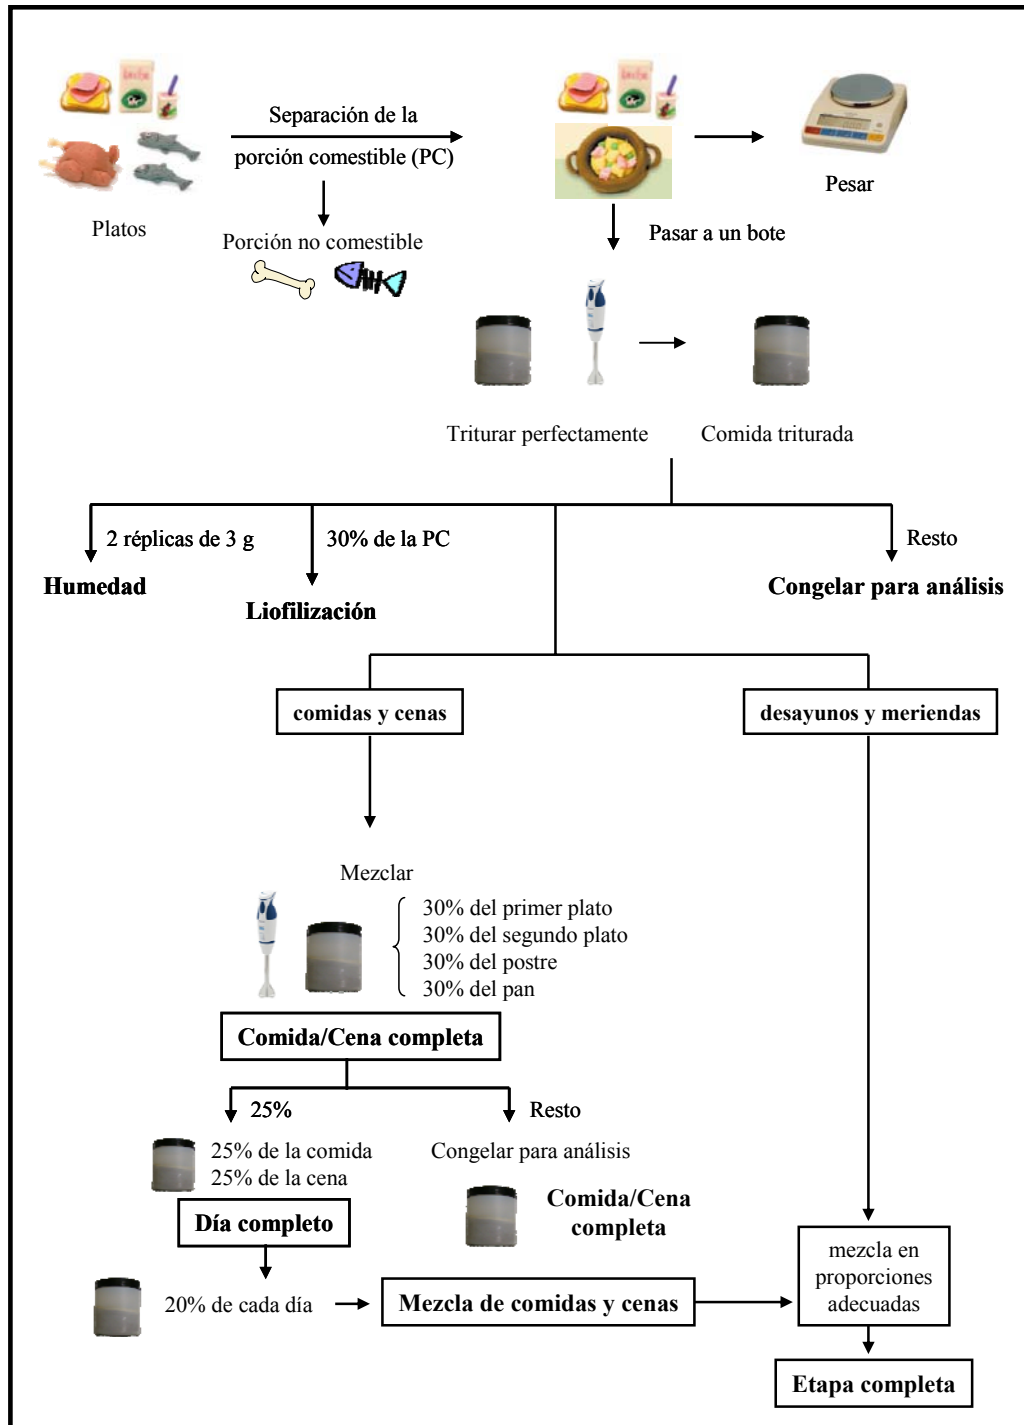 Separación de la
porción comestible (PC)
Platos
Porción no comestible
Pesar
Pasar a un bote
Triturar perfectamente
Comida triturada
2 réplicas de 3 g
Humedad
30% de la PC
Liofilización
Resto
Congelar para análisis
comidas y cenas
desayunos y meriendas
Mezclar
30% del primer plato
30% del segundo plato
30% del postre
30% del pan
Comida/Cena completa
25%
25% de la comida
25% de la cena
Día completo
Resto
Congelar para análisis
Comida/Cena
completa
20% de cada día
Mezcla de comidas y cenas
mezcla en
proporciones
adecuadas
Etapa completa